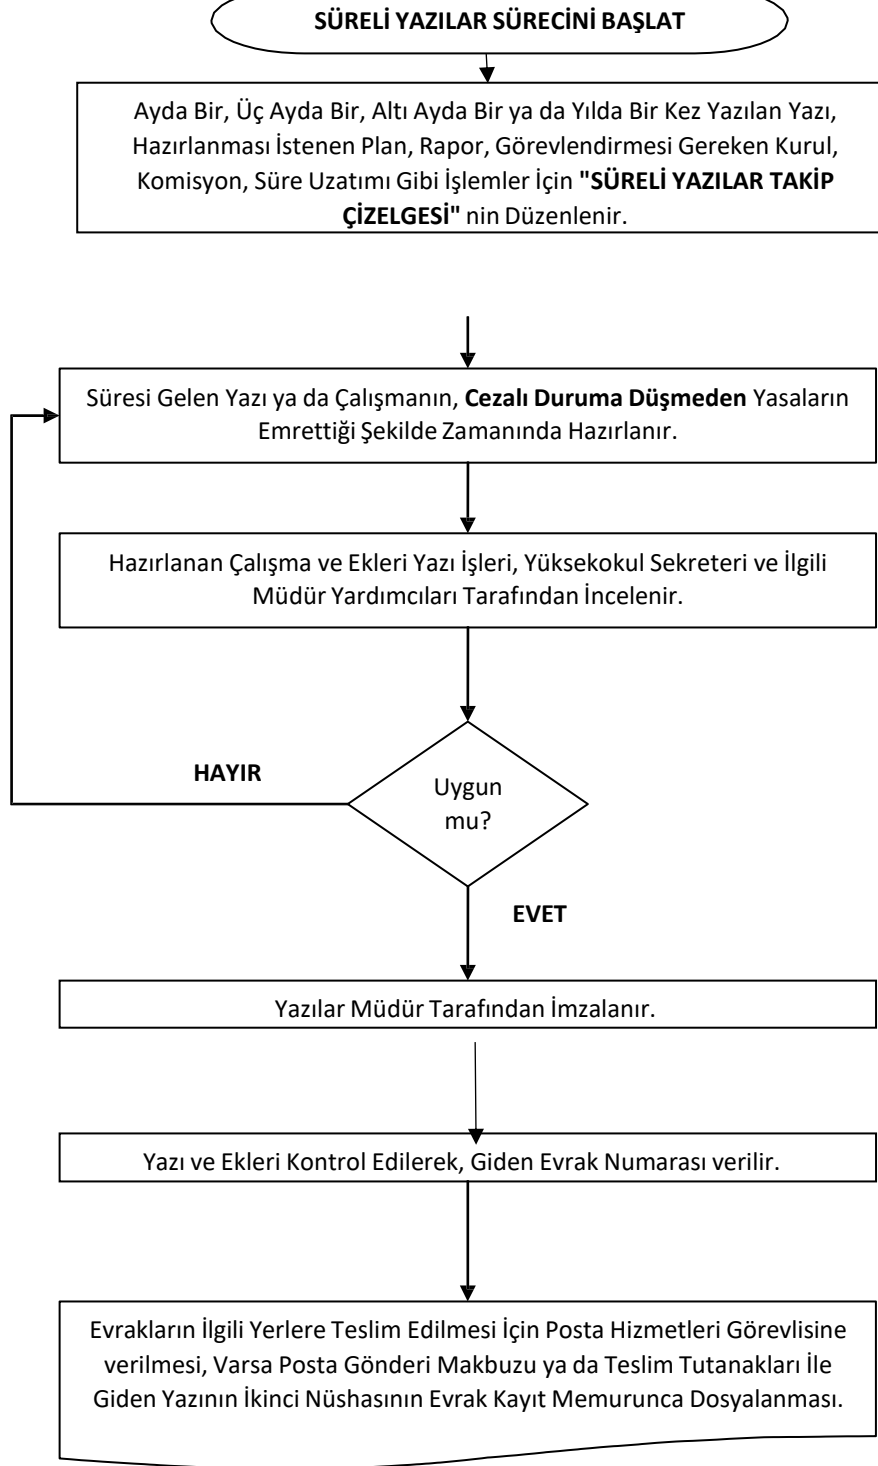 SÜRELİ YAZILAR SÜRECİNİ BAŞLAT
Ayda Bir, Üç Ayda Bir, Altı Ayda Bir ya da Yılda Bir Kez Yazılan Yazı,
Hazırlanması İstenen Plan, Rapor, Görevlendirmesi Gereken Kurul,
Komisyon, Süre Uzatımı Gibi İşlemler İçin "SÜRELİ YAZILAR TAKİP
ÇİZELGESİ" nin Düzenlenir.
Süresi Gelen Yazı ya da Çalışmanın, Cezalı Duruma Düşmeden Yasaların
Emrettiği Şekilde Zamanında Hazırlanır.
Hazırlanan Çalışma ve Ekleri Yazı İşleri, Yüksekokul Sekreteri ve İlgili
Müdür Yardımcıları Tarafından İncelenir.
HAYIR
Uygun
mu?
EVET
Yazılar Müdür Tarafından İmzalanır.
Yazı ve Ekleri Kontrol Edilerek, Giden Evrak Numarası verilir.
Evrakların İlgili Yerlere Teslim Edilmesi İçin Posta Hizmetleri Görevlisine
verilmesi, Varsa Posta Gönderi Makbuzu ya da Teslim Tutanakları İle
Giden Yazının İkinci Nüshasının Evrak Kayıt Memurunca Dosyalanması.